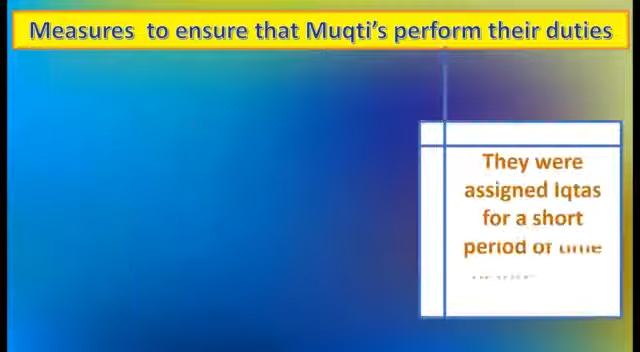 Measures to ensure that Muqti’s perform their duties
They were
assigned Iqtas
for a short
period of time